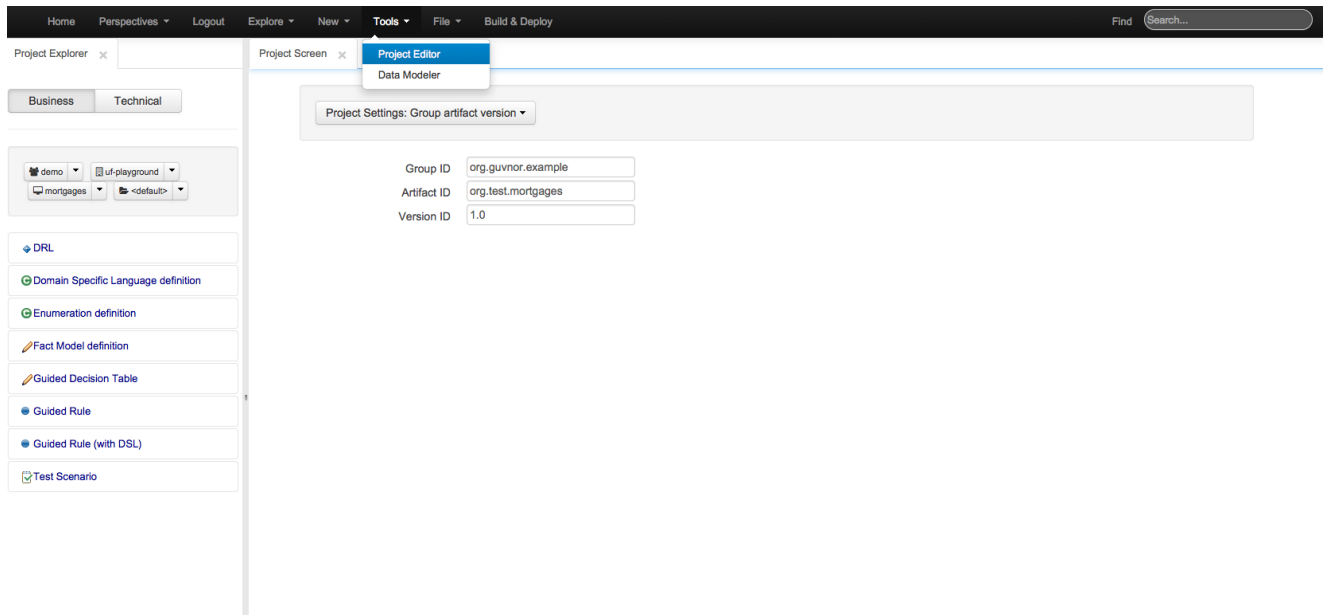 Home Perspectives Logout Explore New Tools File Build & Deploy Find Search...
Project Explorer
Project Screen
Project Editor
Data Modeler
Business Technical
Project Settings: Group artifact version
demo uf-playground
mortgages <default>
Group ID org.guvnor.example
Artifact ID org.test.mortgages
Version ID 1.0
DRL
Domain Specific Language definition
Enumeration definition
Fact Model definition
Guided Decision Table
Guided Rule
Guided Rule (with DSL)
Test Scenario